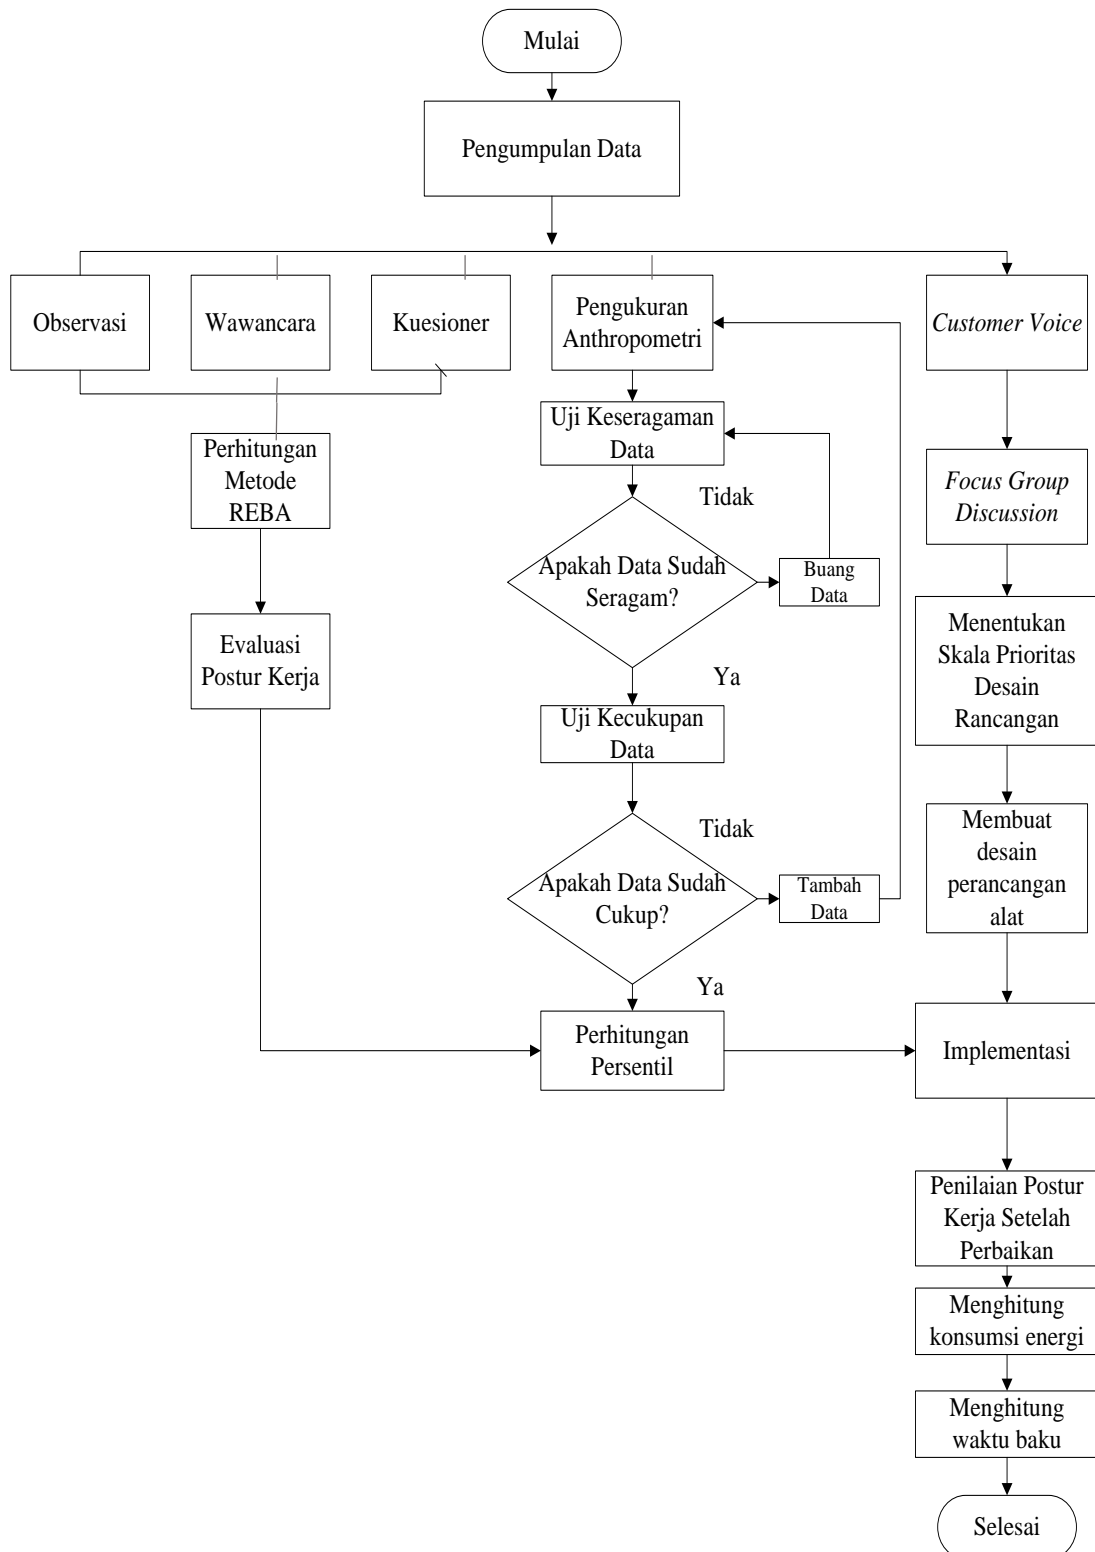 Mulai
Pengumpulan Data
Observasi
Wawancara
Kuesioner
Pengukuran
Anthropometri
Customer Voice
Perhitungan
Metode
REBA
Evaluasi
Postur Kerja
Uji Keseragaman
Data
Tidak
Apakah Data Sudah
Seragam?
Buang
Data
Ya
Uji Kecukupan
Data
Tidak
Apakah Data Sudah
Cukup?
Tambah
Data
Ya
Perhitungan
Persentil
Focus Group
Discussion
Menentukan
Skala Prioritas
Desain
Rancangan
Membuat
desain
perancangan
alat
Implementasi
Penilaian Postur
Kerja Setelah
Perbaikan
Menghitung
konsumsi energi
Menghitung
waktu baku
Selesai